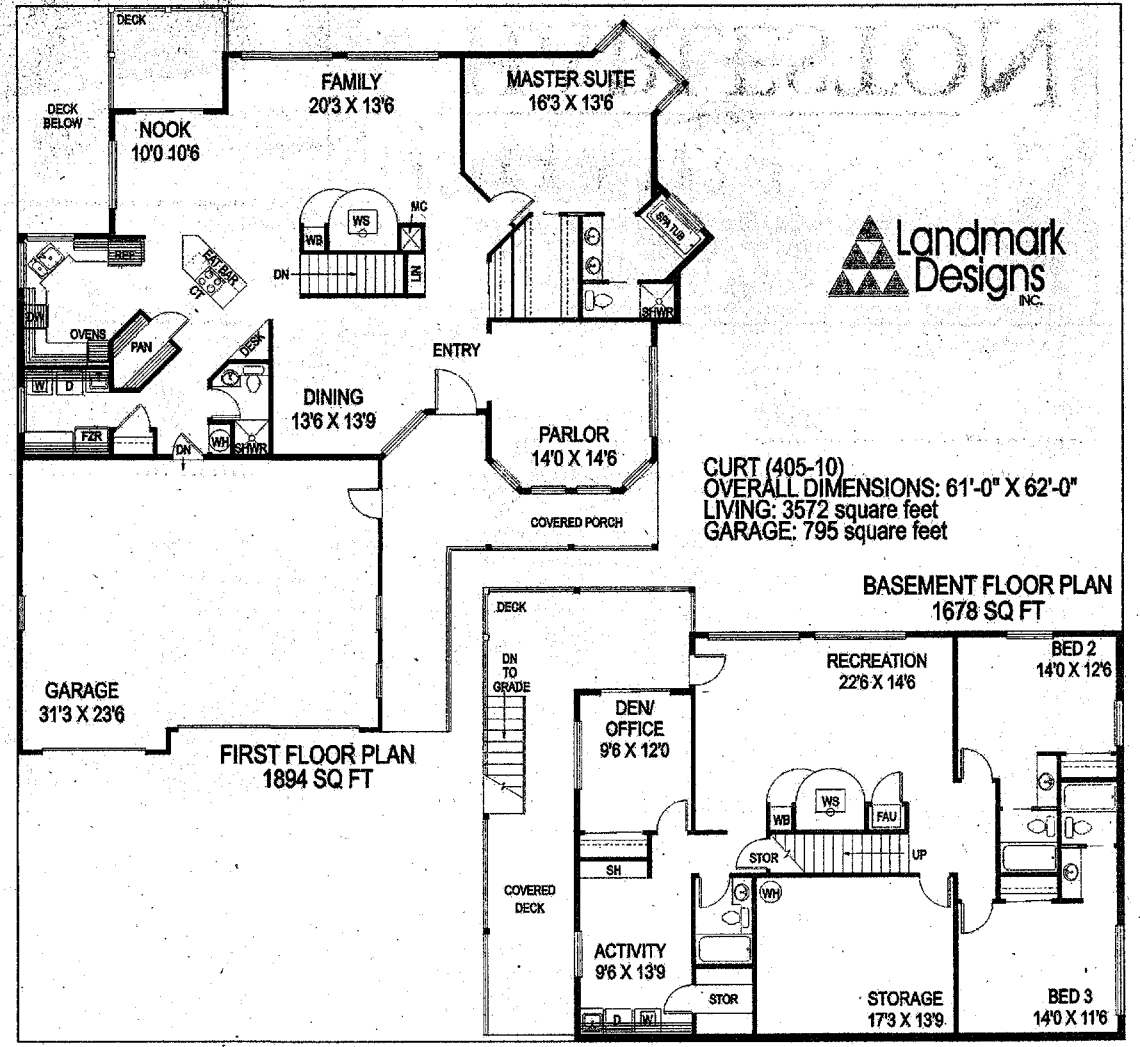 DECK
DECK
BELOW
NOOK
10'0 10'6
FAMILY
20'3 X 13'6
MASTER SUITE
16'3 X 13'6
WS
WB
MC
LIN
DN
REF
EAT BAR
CT
DW
OVENS
PAN
DESK
W
D
FZR
DN
WH
SHWR
SPA TUB
SHWR
ENTRY
DINING
13'6 X 13'9
PARLOR
14'0 X 14'6
COVERED PORCH
Landmark
Designs
INC.
CURT (405-10)
OVERALL DIMENSIONS: 61'-0" X 62'-0"
LIVING: 3572 square feet
GARAGE: 795 square feet
GARAGE
31'3 X 23'6
FIRST FLOOR PLAN
1894 SQ FT
BASEMENT FLOOR PLAN
1678 SQ FT
DECK
DN
TO
GRADE
DEN/
OFFICE
9'6 X 12'0
RECREATION
22'6 X 14'6
BED 2
14'0 X 12'6
WS
WB
FAU
STOR
UP
SH
WH
COVERED
DECK
ACTIVITY
9'6 X 13'9
D
W
STOR
STORAGE
17'3 X 13'9
BED 3
14'0 X 11'6